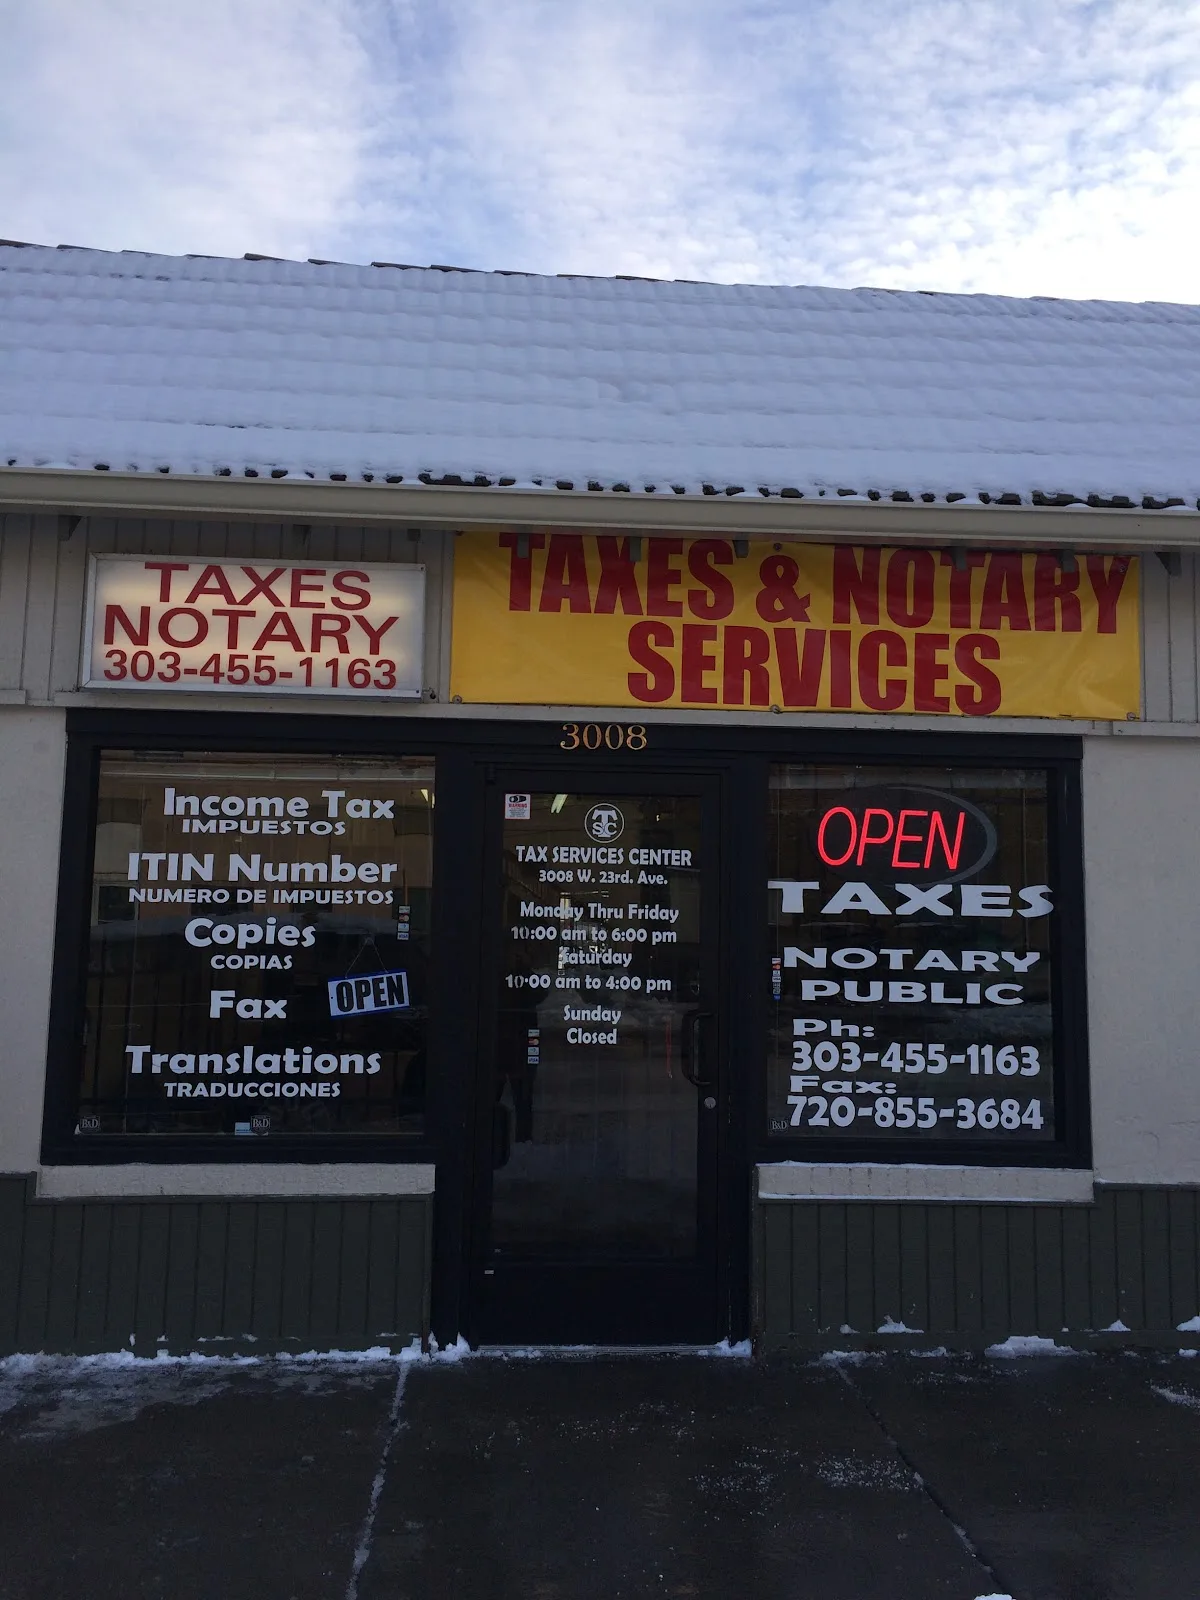 TAXES
NOTARY
303-455-1163
TAXES & NOTARY
SERVICES
3008
Income Tax
IMPUESTOS
ITIN Number
NUMERO DE IMPUESTOS
Copies
COPIAS
Fax
OPEN
Translations
TRADUCCIONES
B&D
B&D
TSC
TAX SERVICES CENTER
3008 W. 23rd. Ave.
Monday Thru Friday
10:00 am to 6:00 pm
Saturday
10:00 am to 4:00 pm
Sunday
Closed
OPEN
TAXES
NOTARY
PUBLIC
Ph:
303-455-1163
Fax:
720-855-3684
B&D